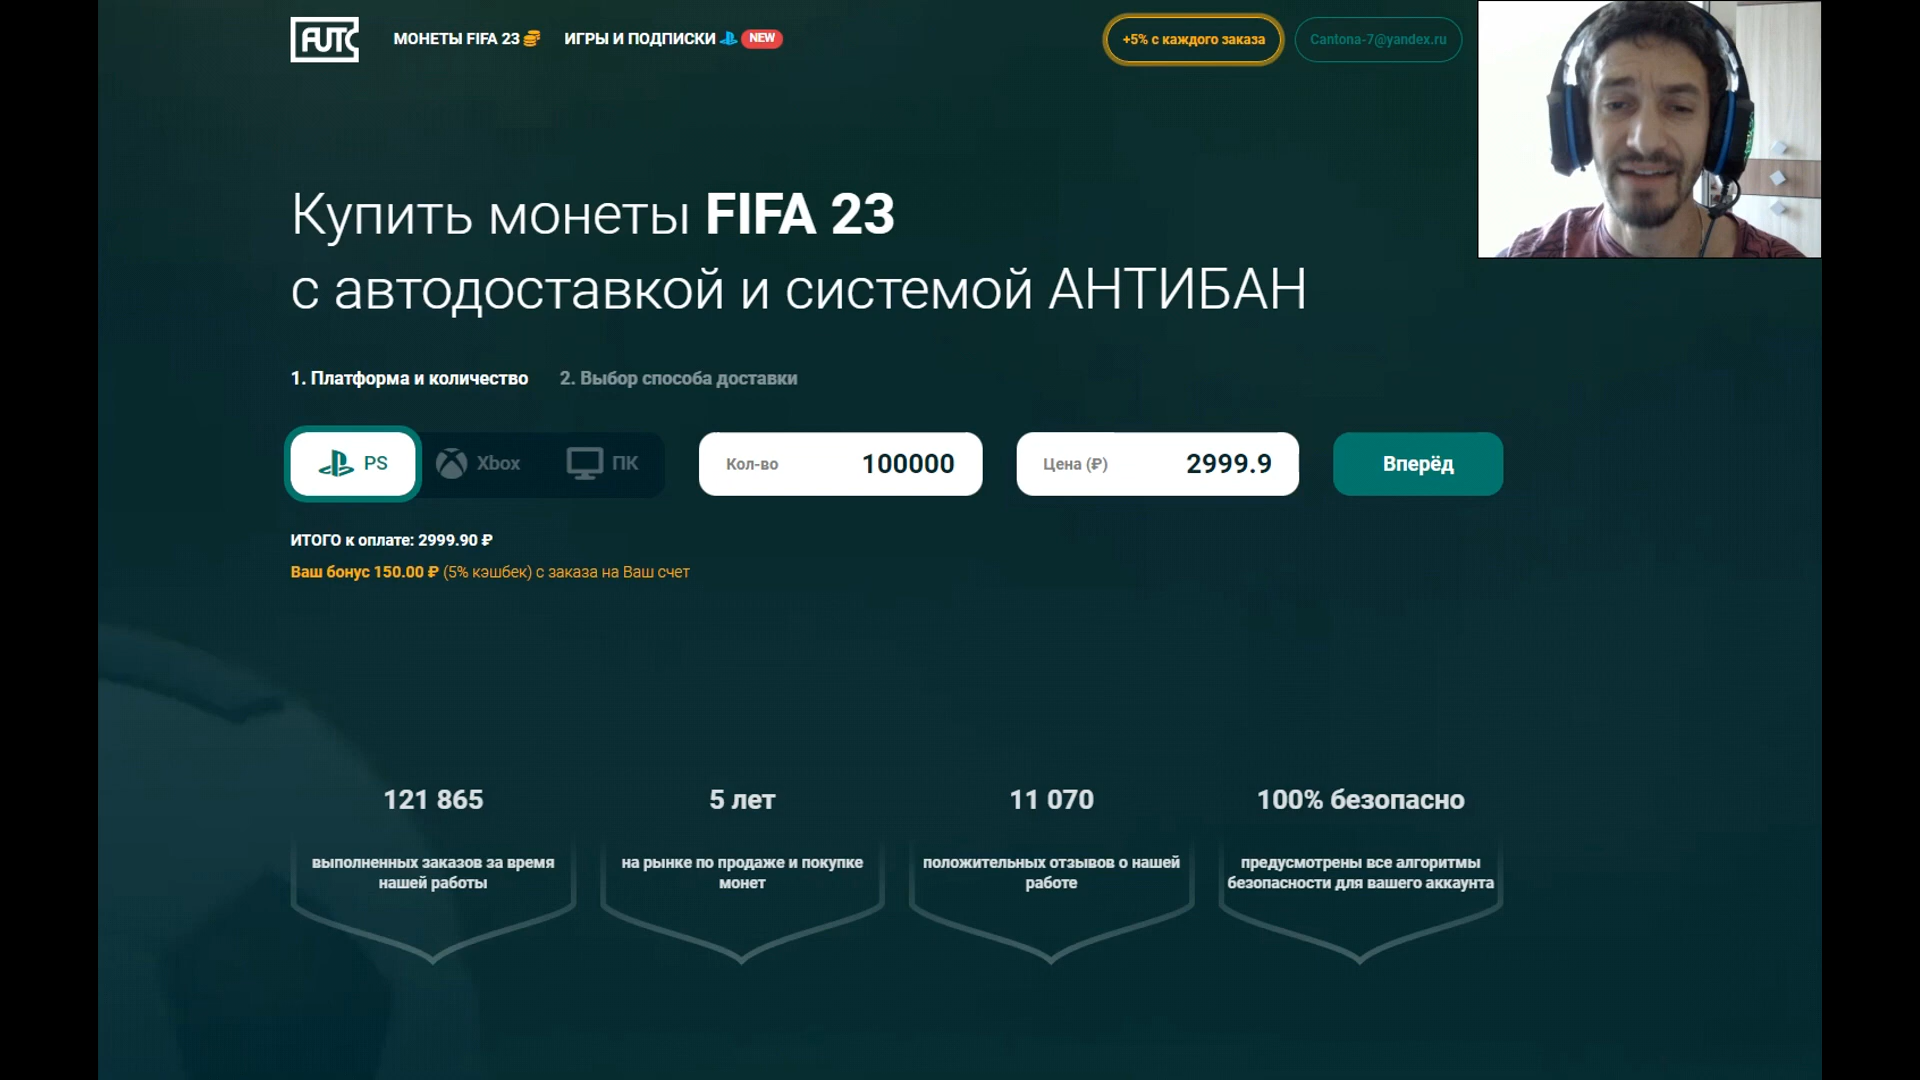 FUTC
МОНЕТЫ FIFA 23
ИГРЫ И ПОДПИСКИ
NEW
+5% с каждого заказа
Cantona-7@yandex.ru
Купить монеты FIFA 23
с автодоставкой и системой АНТИБАН
1. Платформа и количество
2. Выбор способа доставки
PS
Xbox
ПК
Кол-во 100000
Цена (₽) 2999.9
Вперёд
ИТОГО к оплате: 2999.90 ₽
Ваш бонус 150.00 ₽ (5% кэшбек) с заказа на Ваш счет
121 865
выполненных заказов за время
нашей работы
5 лет
на рынке по продаже и покупке
монет
11 070
положительных отзывов о нашей
работе
100% безопасно
предусмотрены все алгоритмы
безопасности для вашего аккаунта